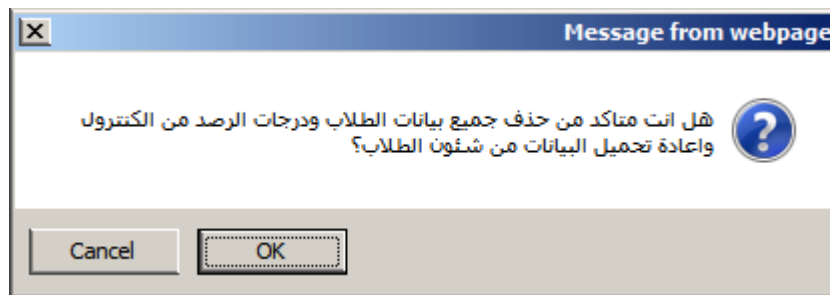 Message from webpage
هل انت متاكد من حذف جميع بيانات الطلاب ودرجات الرصد من الكنترول
واعادة تحميل البيانات من شئون الطلاب؟
Cancel
OK